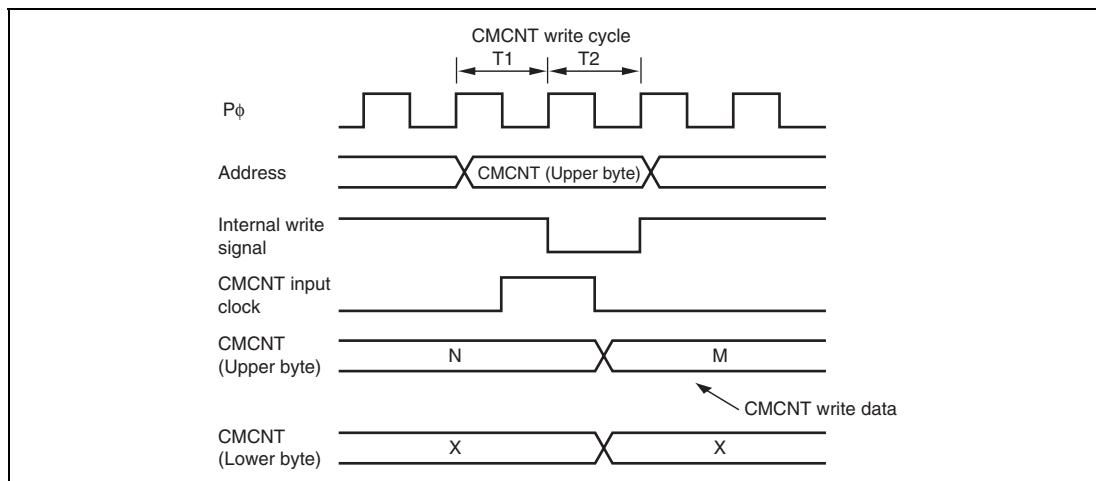 CMCNT write cycle
T1 T2
Pϕ
Address
CMCNT (Upper byte)
Internal write
signal
CMCNT input
clock
CMCNT
(Upper byte)
N M
CMCNT write data
CMCNT
(Lower byte)
X X